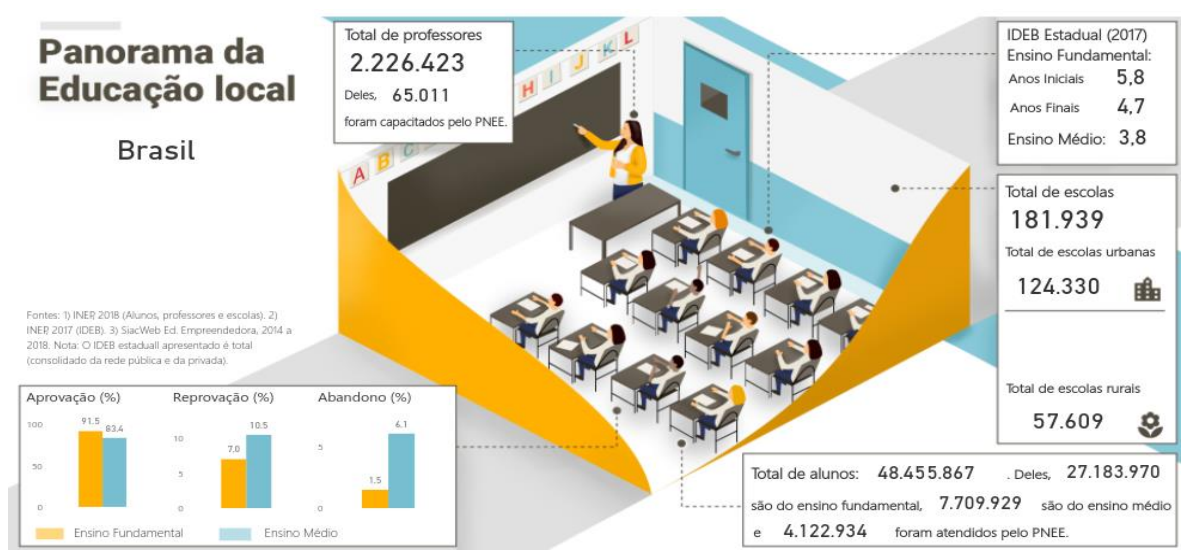 Panorama da
Educação local
Brasil
Total de professores
2.226.423
Deles, 65.011
foram capacitados pelo PNEE.
A B C H I J K L
IDEB Estadual (2017)
Ensino Fundamental:
Anos Iniciais 5,8
Anos Finais 4,7
Ensino Médio: 3,8
Total de escolas
181.939
Total de escolas urbanas
124.330
Total de escolas rurais
57.609
Fontes: 1) INEP, 2018 (Alunos, professores e escolas). 2)
INEP, 2017 (IDEB). 3) SiacWeb Ed. Empreendedora, 2014 a
2018. Nota: O IDEB estaduall apresentado é total
(consolidado da rede pública e da privada).
Aprovação (%)
100
50
0
91.5
83.4
Reprovação (%)
10
5
0
7.0
10.5
Abandono (%)
5
0
1.5
6.1
Ensino Fundamental
Ensino Médio
Total de alunos: 48.455.867 . Deles, 27.183.970
são do ensino fundamental, 7.709.929 são do ensino médio
e 4.122.934 foram atendidos pelo PNEE.